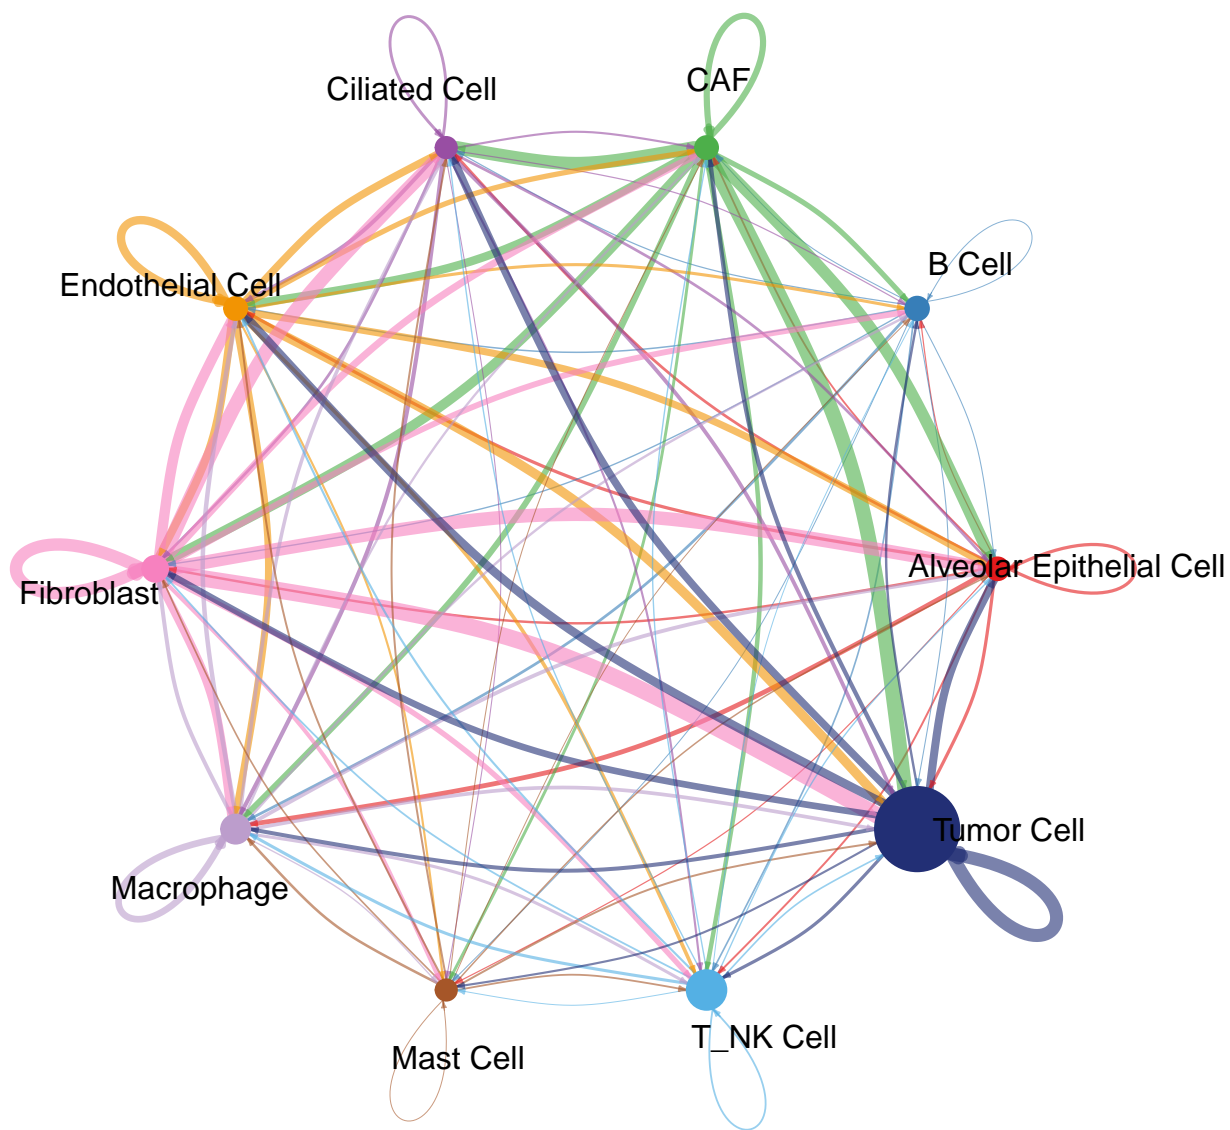 CAF
Ciliated Cell
B Cell
Endothelial Cell
Alveolar Epithelial Cell
Fibroblast
Tumor Cell
Macrophage
T_NK Cell
Mast Cell